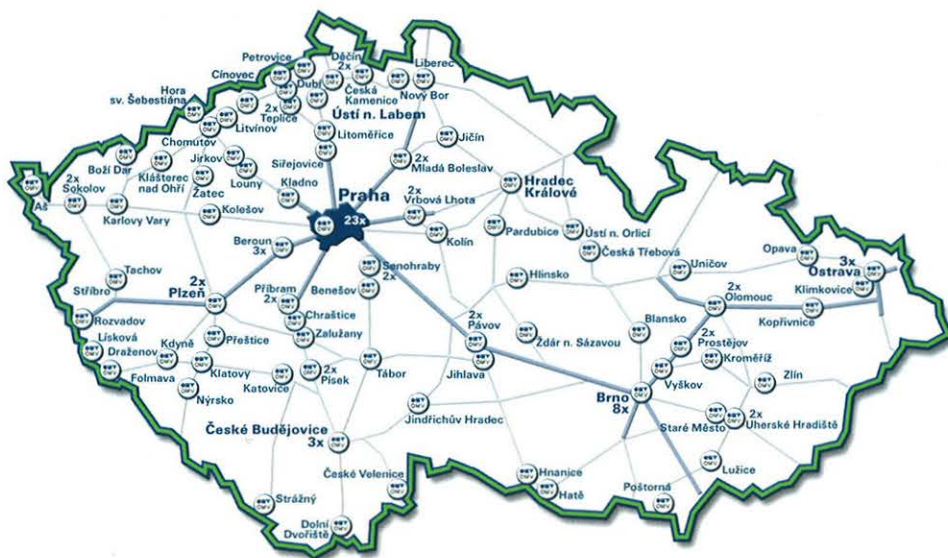 Petrovice
Děčín
2x
Liberec
Cínovec
Dubí
Česká
Kamenice
Nový Bor
Hora
sv. Šebestiána
2x
Teplice
Ústí n. Labem
Litvínov
Litoměřice
Jičín
Chomutov
Boží Dar
Jirkov
Siřejovice
2x
Mladá Boleslav
2x
Sokolov
Klášterec
nad Ohří
Louny
Kladno
Hradec
Králové
Žatec
Praha
23x
2x
Vrbová Lhota
Aš
Karlovy Vary
Kolešov
Kolín
Pardubice
Ústí n. Orlicí
Beroun
3x
Česká Třebová
Opava
3x
Ostrava
Senohraby
2x
Uničov
Tachov
Hlinsko
Klimkovice
Stříbro
2x
Plzeň
Příbram
2x
Benešov
2x
Olomouc
Kopřivnice
Rozvadov
Chraštice
2x
Pávov
Blansko
Lísková
Přeštice
Zalužany
Ždár n. Sázavou
2x
Prostějov
Draženov
Kdyně
Kroměříž
Folmava
Klatovy
2x
Písek
Tábor
Jihlava
Vyškov
Zlín
Nýrsko
Katovice
Brno
8x
Jindřichův Hradec
Staré Město
2x
Uherské Hradiště
České Budějovice
3x
České Velenice
Hnanice
Lužice
Hatě
Poštorná
Strážný
Dolní
Dvořiště